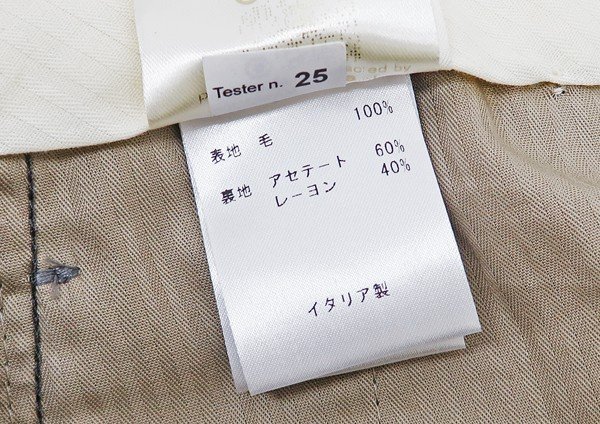 Tester n. 25
表地 毛 100%
裏地 アセテート 60%
レーヨン 40%
イタリア製